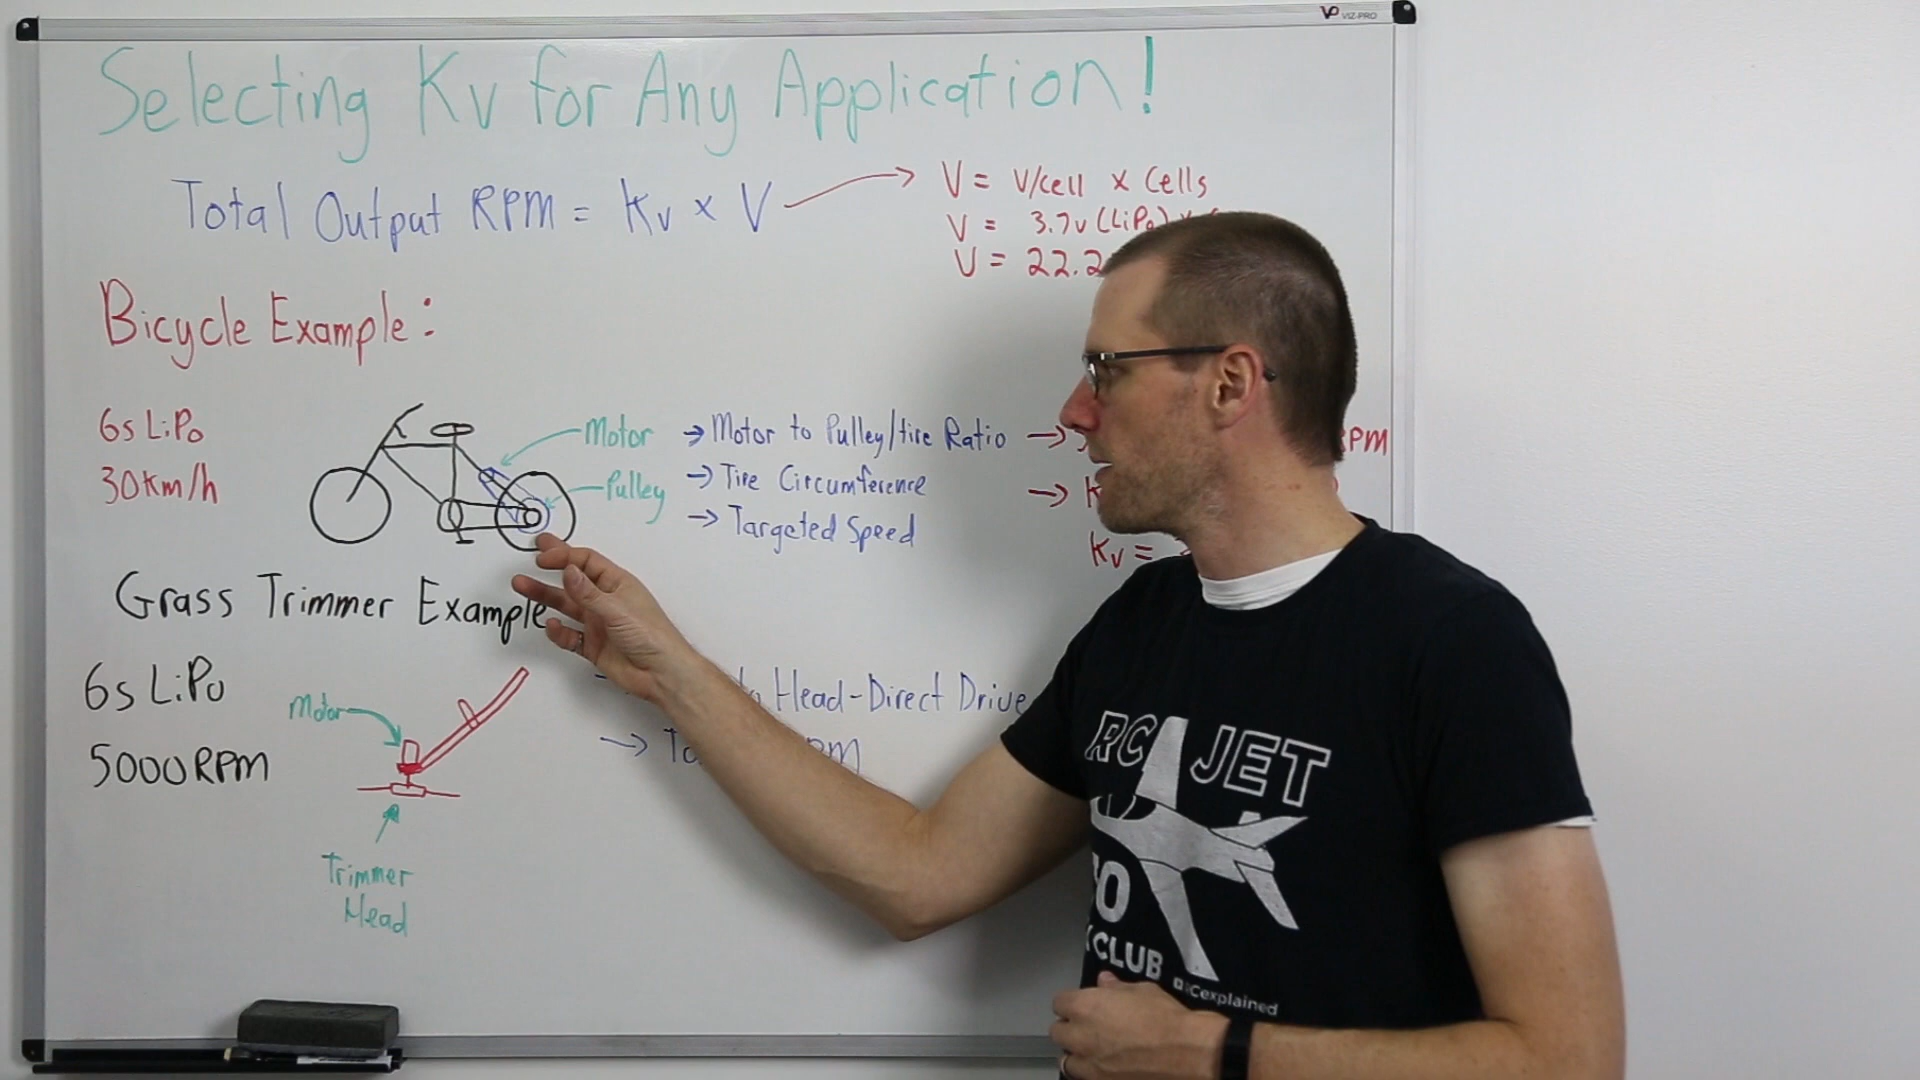 VP VIZ-PRO
Selecting Kv for Any Application!
Total Output RPM = Kv x V
V = V/cell x Cells
V = 3.7v (LiPo) x
V = 22.2
Bicycle Example:
6s LiPo
30km/h
Motor
Pulley
→ Motor to Pulley/tire Ratio →
→ Tire Circumference →
→ Targeted Speed
RPM
Kv =
Grass Trimmer Example
6s LiPo
5000RPM
Motor
Trimmer
Head
Head-Direct Drive
→
RC JET
CLUB
RCexplained